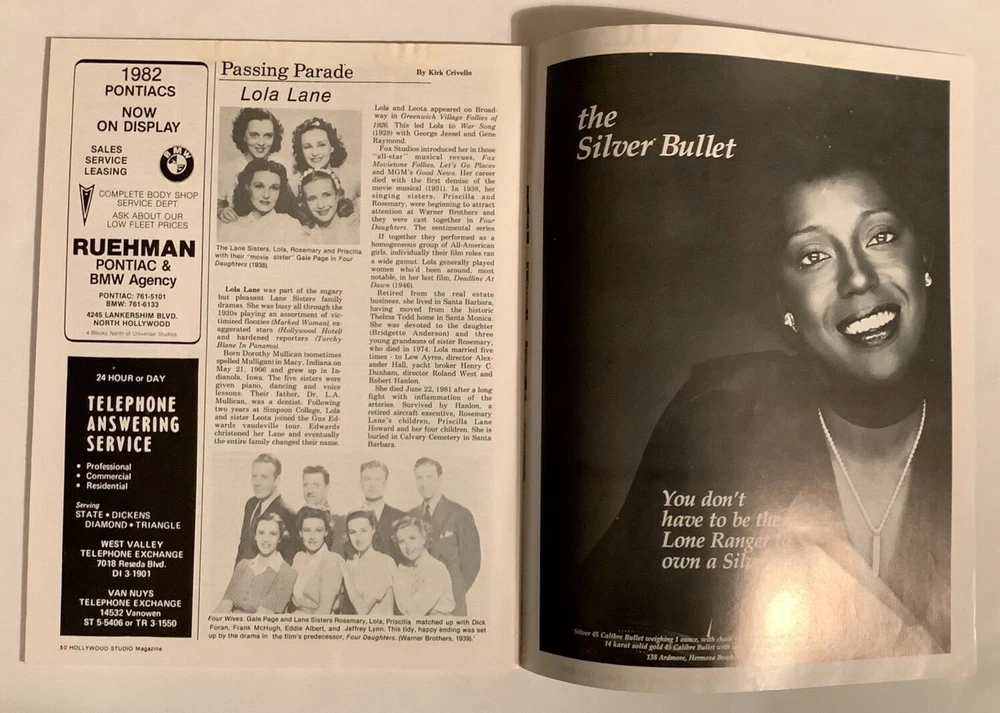 1982
PONTIACS
NOW
ON DISPLAY
SALES
SERVICE
LEASING
BMW
COMPLETE BODY SHOP
SERVICE DEPT.
ASK ABOUT OUR
LOW FLEET PRICES
RUEHMAN
PONTIAC &
BMW Agency
PONTIAC: 761-5101
BMW: 761-6133
4245 LANKERSHIM BLVD.
NORTH HOLLYWOOD
4 Blocks North of Universal Studios
24 HOUR or DAY
TELEPHONE
ANSWERING
SERVICE
• Professional
• Commercial
• Residential
Serving
STATE • DICKENS
DIAMOND • TRIANGLE
WEST VALLEY
TELEPHONE EXCHANGE
7018 Reseda Blvd.
DI 3-1901
VAN NUYS
TELEPHONE EXCHANGE
14532 Vanowen
ST 5-5406 or TR 3-1550
50 HOLLYWOOD STUDIO Magazine
Passing Parade
By Kirk Crivello
Lola Lane
The Lane Sisters, Lola, Rosemary and Priscilla
with their "movie sister" Gale Page in Four
Daughters (1938).
Lola Lane was part of the sugary
but pleasant Lane Sisters family
dramas. She was busy all through the
1930s playing an assortment of vic-
timized floozies (Marked Woman), ex-
aggerated stars (Hollywood Hotel)
and hardened reporters (Torchy
Blane In Panama).
Born Dorothy Mullican (sometimes
spelled Mulligan) in Macy, Indiana on
May 21, 1906 and grew up in In-
dianola, Iowa. The five sisters were
given piano, dancing and voice
lessons. Their father, Dr. L.A.
Mullican, was a dentist. Following
two years at Simpson College, Lola
and sister Leota joined the Gus Ed-
wards vaudeville tour. Edwards
christened her Lane and eventually
the entire family changed their name.
Lola and Leota appeared on Broad-
way in Greenwich Village Follies of
1926. This led Lola to War Song
(1928) with George Jessel and Gene
Raymond.
Fox Studios introduced her in those
"all-star" musical revues, Fox
Movietone Follies, Let's Go Places
and MGM's Good News. Her career
died with the first demise of the
movie musical (1931). In 1938, her
singing sisters, Priscilla and
Rosemary, were beginning to attract
attention at Warner Brothers and
they were cast together in Four
Daughters. The sentimental series
If together they performed as a
homogeneous group of All-American
girls, individually their film roles ran
a wide gamut. Lola generally played
women who'd been around, most
notable, in her last film, Deadline At
Dawn (1946).
Retired from the real estate
business, she lived in Santa Barbara,
having moved from the historic
Thelma Todd home in Santa Monica.
She was devoted to the daughter
(Bridgette Anderson) and three
young grandsons of sister Rosemary,
who died in 1974. Lola married five
times - to Lew Ayres, director Alex-
ander Hall, yacht broker Henry C.
Dunham, director Roland West and
Robert Hanlon.
She died June 22, 1981 after a long
fight with inflammation of the
arteries. Survived by Hanlon, a
retired aircraft executive, Rosemary
Lane's children, Priscilla Lane
Howard and her four children. She is
buried in Calvary Cemetery in Santa
Barbara.
Four Wives. Gale Page and Lane Sisters Rosemary, Lola, Priscilla matched up with Dick
Foran, Frank McHugh, Eddie Albert, and Jeffrey Lynn. This tidy, happy ending was set
up by the drama in the film's predecessor, Four Daughters. (Warner Brothers, 1939).
the
Silver Bullet
You don't
have to be the
Lone Ranger to
own a
Silver 45 Calibre Bullet weighing 1 ounce, with chain
14 karat solid gold 45 Calibre Bullet with
138 Ardmore, Hermosa Beach